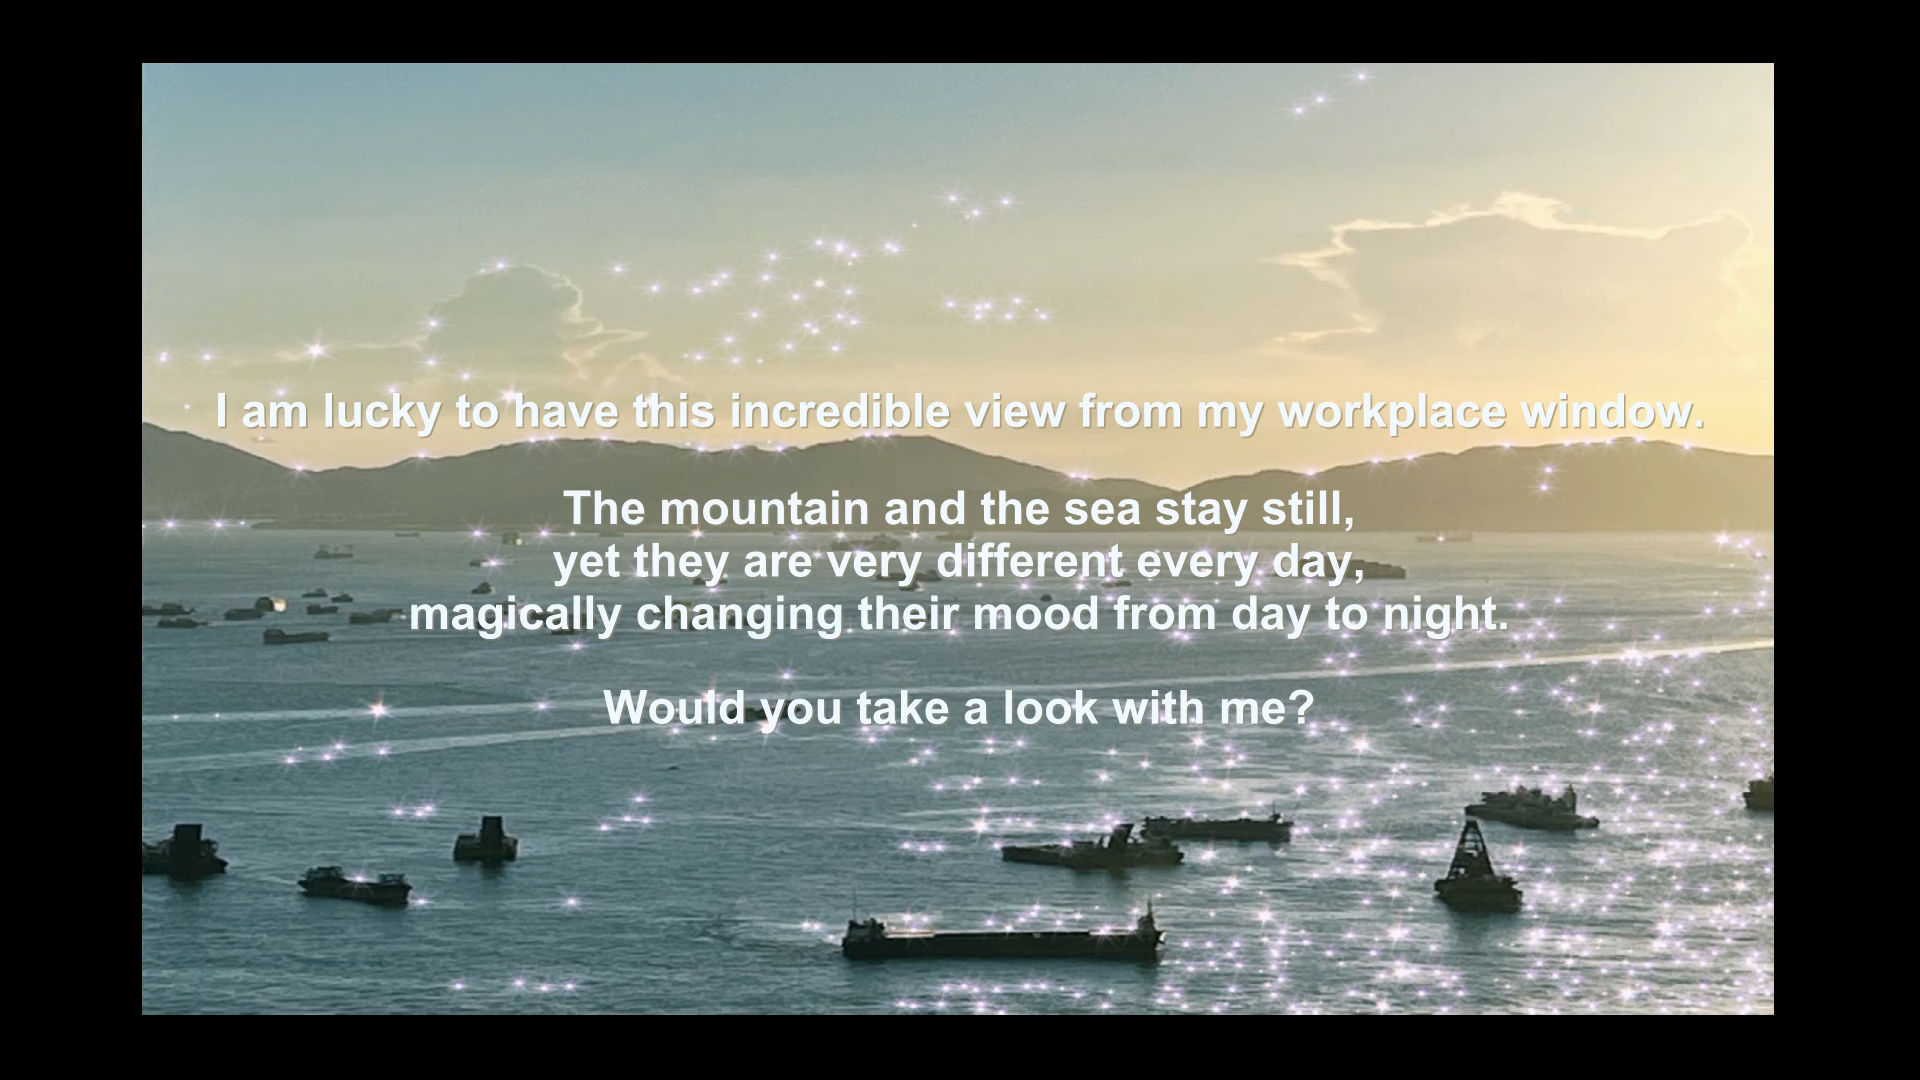 I am lucky to have this incredible view from my workplace window.
The mountain and the sea stay still,
yet they are very different every day,
magically changing their mood from day to night.
Would you take a look with me?